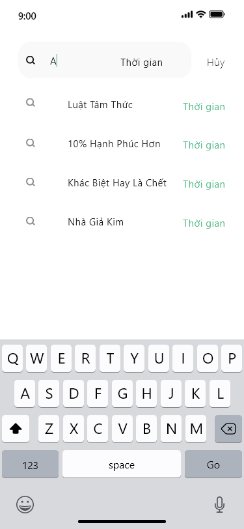 9:00
A Thời gian Hủy
Luật Tâm Thức Thời gian
10% Hạnh Phúc Hơn Thời gian
Khác Biệt Hay Là Chết Thời gian
Nhà Giả Kim Thời gian
Q W E R T Y U I O P
A S D F G H J K L
Z X C V B N M
123 space Go